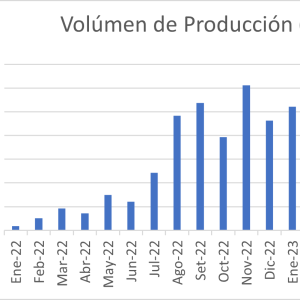 Volúmen de Producción (
Ene-22
Feb-22
Mar-22
Abr-22
May-22
Jun-22
Jul-22
Ago-22
Set-22
Oct-22
Nov-22
Dic-22
Ene-23